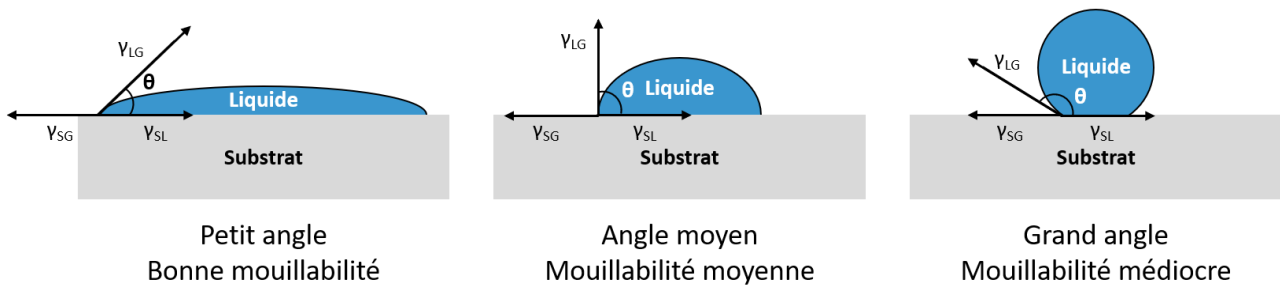 γLG
θ
Liquide
γSG
γSL
Substrat
Petit angle
Bonne mouillabilité
γLG
θ
Liquide
γSG
γSL
Substrat
Angle moyen
Mouillabilité moyenne
γLG
Liquide
θ
γSG
γSL
Substrat
Grand angle
Mouillabilité médiocre